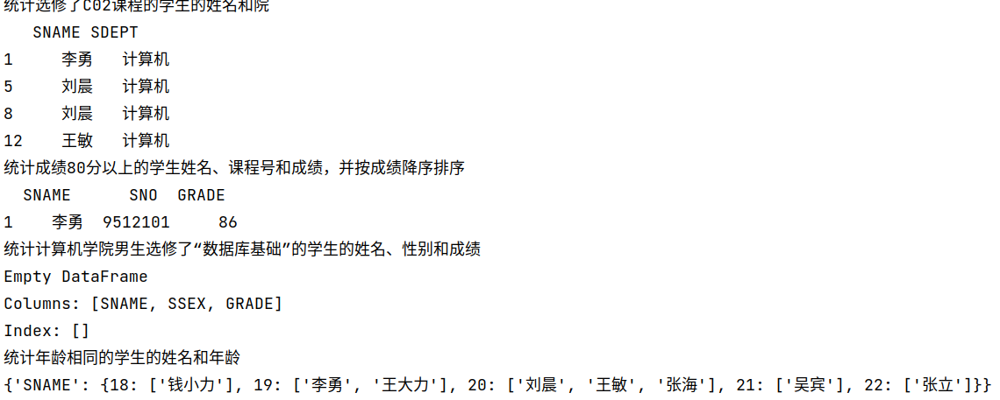 统计选修了C02课程的学生的姓名和院
SNAME SDEPT
1 李勇 计算机
5 刘晨 计算机
8 刘晨 计算机
12 王敏 计算机
统计成绩80分以上的学生姓名、课程号和成绩，并按成绩降序排序
SNAME SNO GRADE
1 李勇 9512101 86
统计计算机学院男生选修了“数据库基础”的学生的姓名、性别和成绩
Empty DataFrame
Columns: [SNAME, SSEX, GRADE]
Index: []
统计年龄相同的学生的姓名和年龄
{'SNAME': {18: ['钱小力'], 19: ['李勇', '王大力'], 20: ['刘晨', '王敏', '张海'], 21: ['吴宾'], 22: ['张立']}}